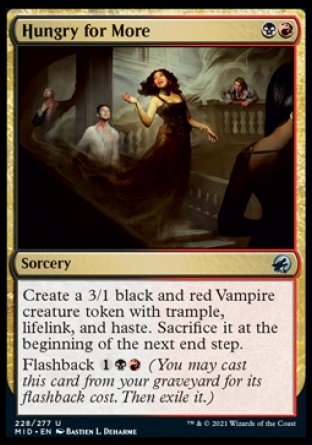 Hungry for More
Sorcery
Create a 3/1 black and red Vampire
creature token with trample,
lifelink, and haste. Sacrifice it at the
beginning of the next end step.
Flashback 1 (You may cast
this card from your graveyard for its
flashback cost. Then exile it.)
228/277 U
MID • EN Bastien L. Deharme
™ & © 2021 Wizards of the Coast